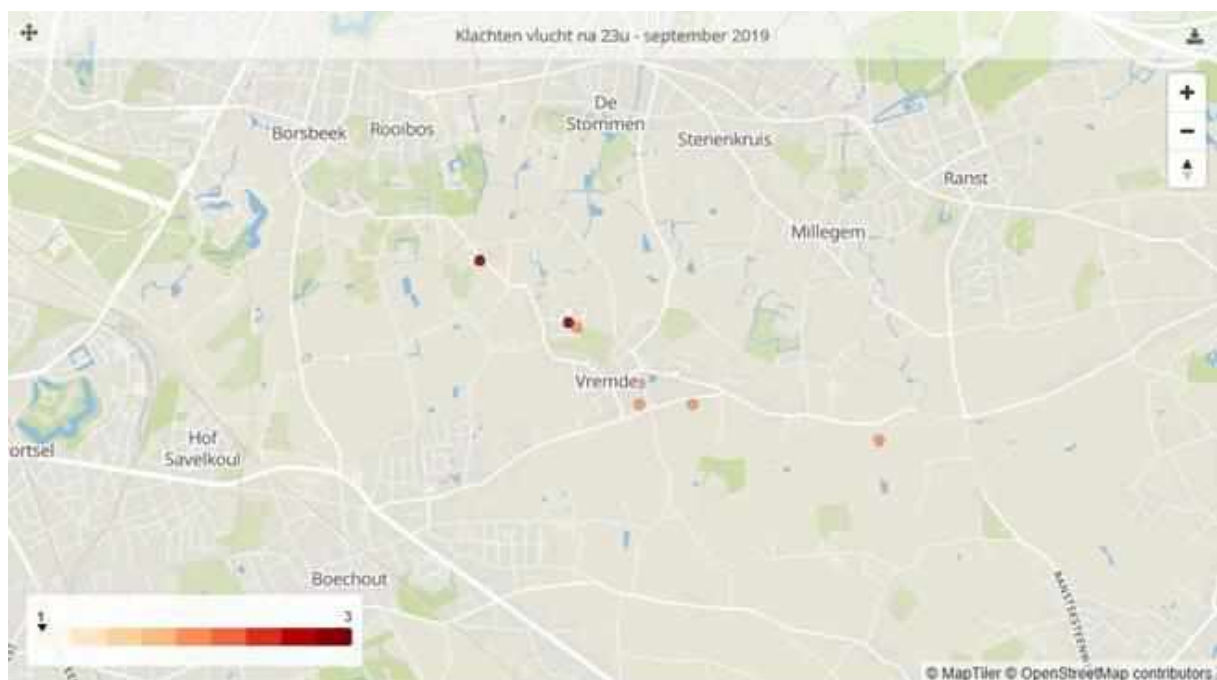 Klachten vlucht na 23u - september 2019
De
Stommen
Borsbeek
Rooibos
Stenenkruis
Ranst
Millegem
Vremde
ortsel
Hof
Savelkoul
Boechout
1
3
© MapTiler © OpenStreetMap contributors